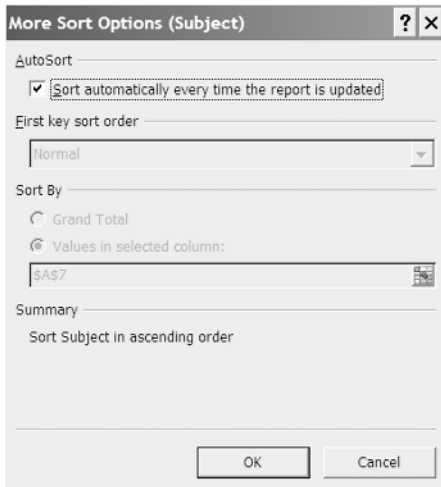 More Sort Options (Subject)
AutoSort
Sort automatically every time the report is updated
First key sort order
Normal
Sort By
Grand Total
Values in selected column:
$A$7
Summary
Sort Subject in ascending order
OK Cancel